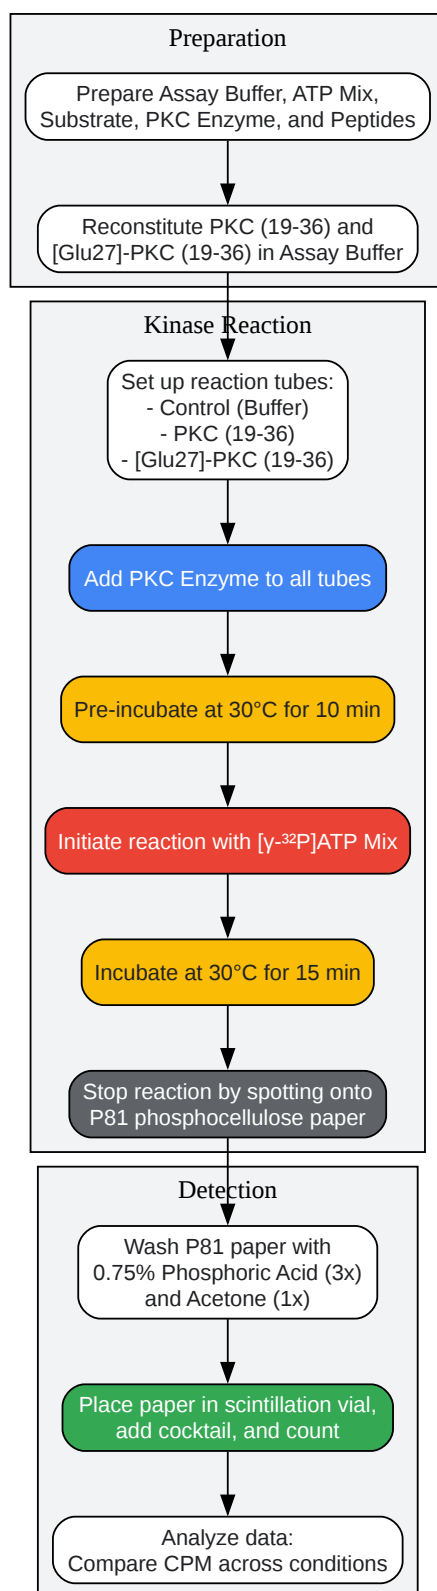 Preparation
Prepare Assay Buffer, ATP Mix,
Substrate, PKC Enzyme, and Peptides
Reconstitute PKC (19-36) and
[Glu27]-PKC (19-36) in Assay Buffer
Kinase Reaction
Set up reaction tubes:
- Control (Buffer)
- PKC (19-36)
- [Glu27]-PKC (19-36)
Add PKC Enzyme to all tubes
Pre-incubate at 30°C for 10 min
Initiate reaction with [γ-³²P]ATP Mix
Incubate at 30°C for 15 min
Stop reaction by spotting onto
P81 phosphocellulose paper
Detection
Wash P81 paper with
0.75% Phosphoric Acid (3x)
and Acetone (1x)
Place paper in scintillation vial,
add cocktail, and count
Analyze data:
Compare CPM across conditions